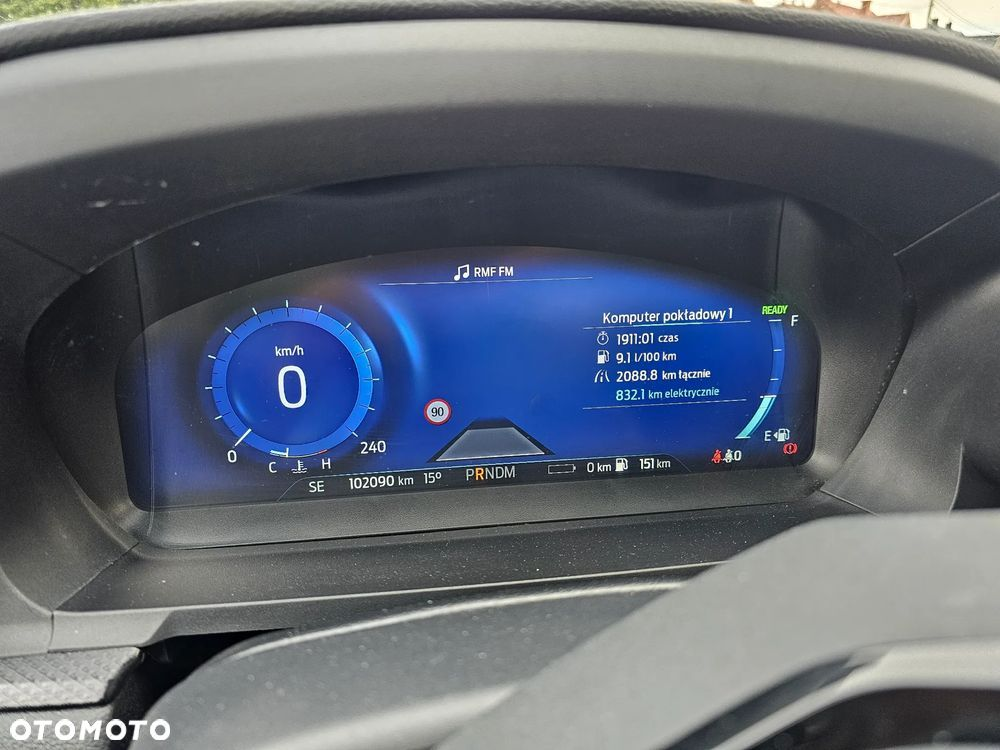 RMF FM
km/h
0
0
240
C
H
90
Komputer pokładowy 1
1911:01 czas
9.1 l/100 km
2088.8 km łącznie
832.1 km elektrycznie
READY
F
E
0
SE 102090 km 15° PRNDM 0 km 151 km
OTOMOTO